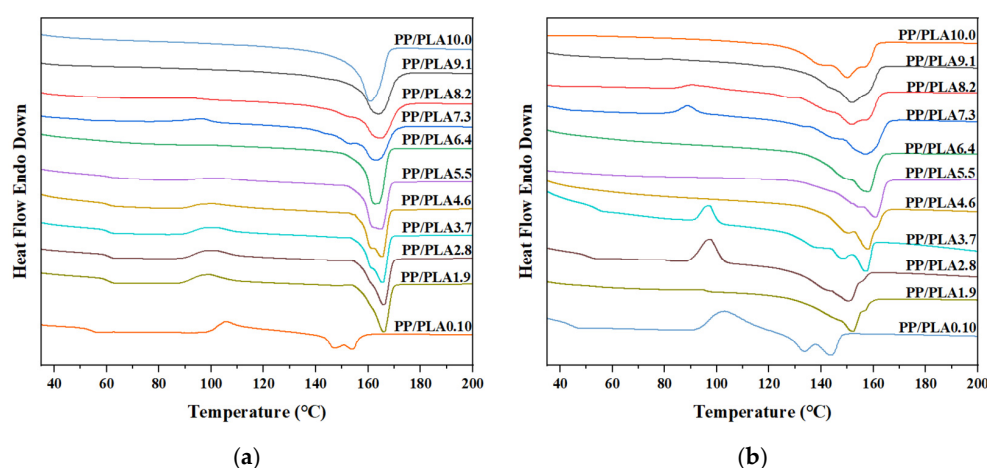 PP/PLA10.0
PP/PLA9.1
PP/PLA8.2
PP/PLA7.3
PP/PLA6.4
PP/PLA5.5
PP/PLA4.6
PP/PLA3.7
PP/PLA2.8
PP/PLA1.9
PP/PLA0.10
Heat Flow Endo Down
40 60 80 100 120 140 160 180 200
Temperature (°C)
(a)
PP/PLA10.0
PP/PLA9.1
PP/PLA8.2
PP/PLA7.3
PP/PLA6.4
PP/PLA5.5
PP/PLA4.6
PP/PLA3.7
PP/PLA2.8
PP/PLA1.9
PP/PLA0.10
Heat Flow Endo Down
40 60 80 100 120 140 160 180 200
Temperature (°C)
(b)